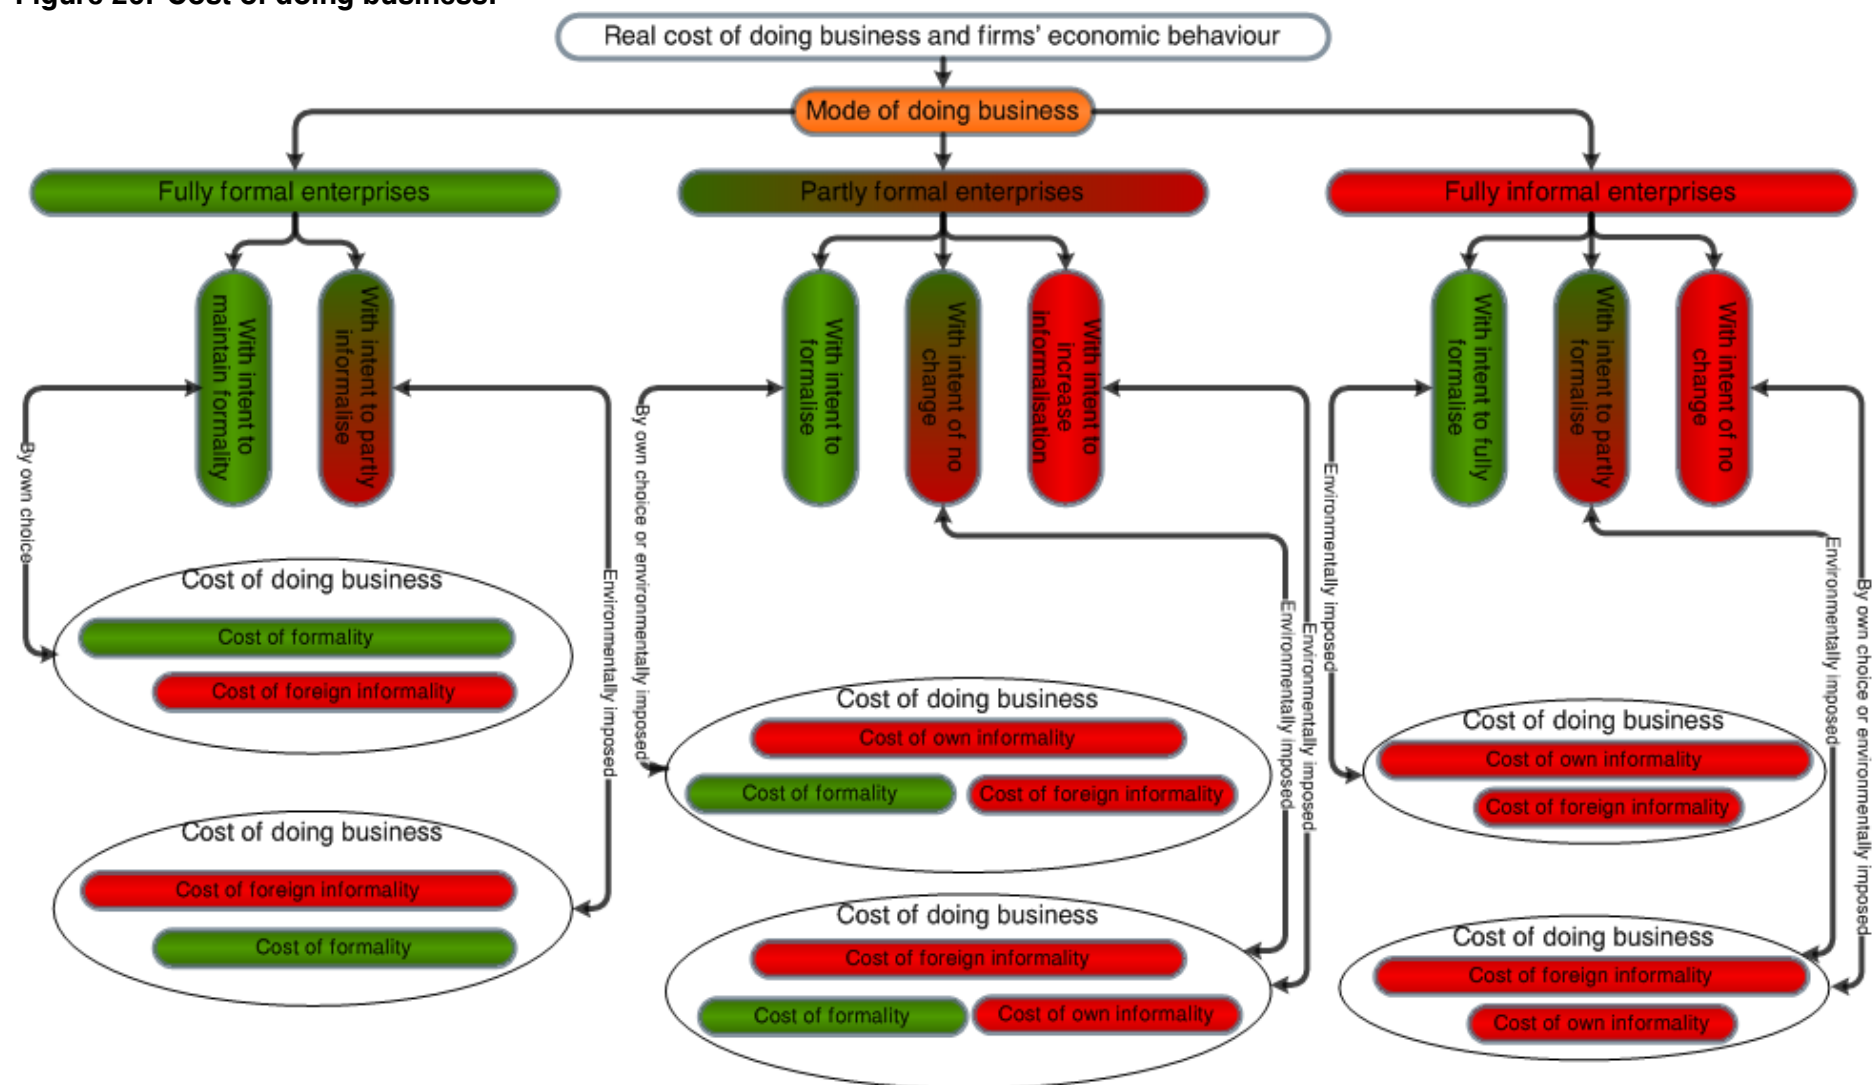 Real cost of doing business and firms' economic behaviour
Mode of doing business
Fully formal enterprises
Partly formal enterprises
Fully informal enterprises
With intent to
maintain formality
With intent to partly
informalise
With intent to
formalise
With intent of no
change
With intent to
increase
informalisation
With intent to fully
formalise
With intent to partly
formalise
With intent of no
change
By own choice
Environmentally imposed
By own choice or environmentally imposed
Environmentally imposed
Environmentally imposed
Environmentally imposed
Environmentally imposed
By own choice or environmentally imposed
Cost of doing business
Cost of formality
Cost of foreign informality
Cost of doing business
Cost of foreign informality
Cost of formality
Cost of doing business
Cost of own informality
Cost of formality
Cost of foreign informality
Cost of doing business
Cost of foreign informality
Cost of formality
Cost of own informality
Cost of doing business
Cost of own informality
Cost of foreign informality
Cost of doing business
Cost of foreign informality
Cost of own informality